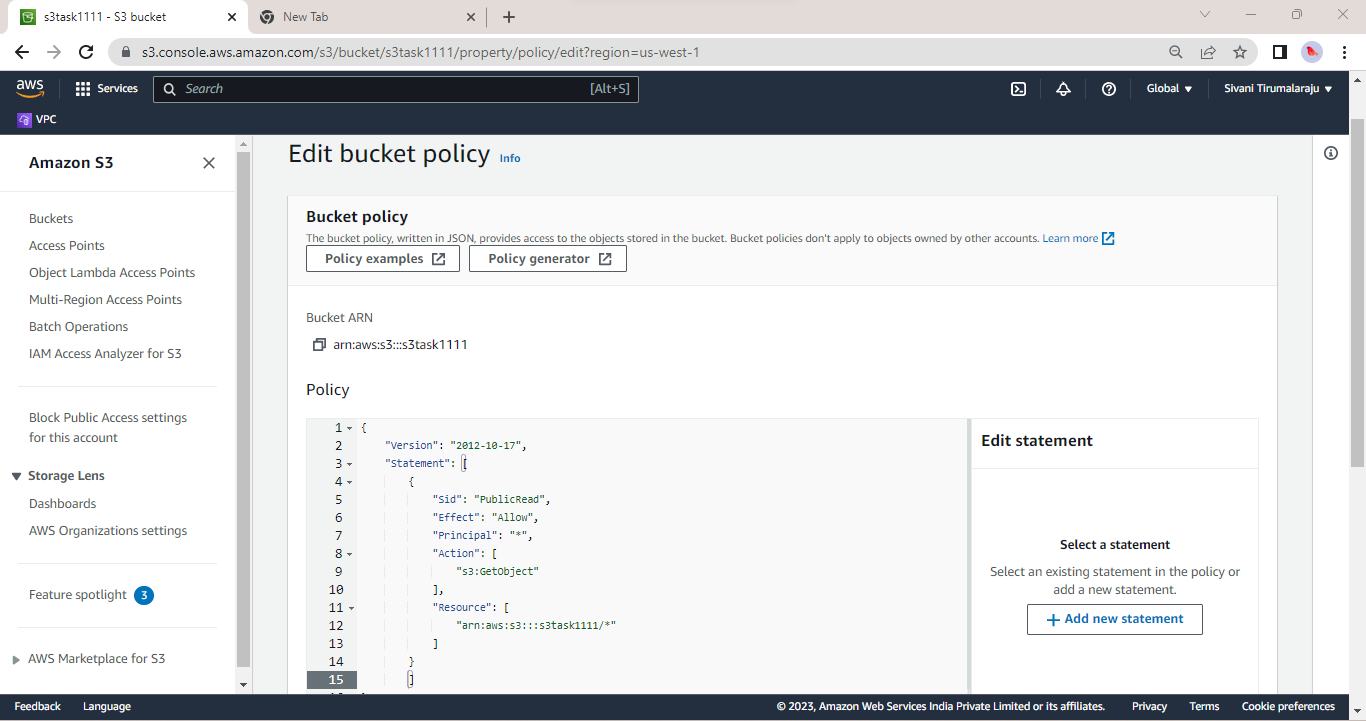 s3task1111 - S3 bucket
New Tab
s3.console.aws.amazon.com/s3/bucket/s3task1111/property/policy/edit?region=us-west-1
aws
Services
Search
[Alt+S]
Global
Sivani Tirumalaraju
VPC
Amazon S3
Buckets
Access Points
Object Lambda Access Points
Multi-Region Access Points
Batch Operations
IAM Access Analyzer for S3
Block Public Access settings
for this account
Storage Lens
Dashboards
AWS Organizations settings
Feature spotlight 3
AWS Marketplace for S3
Edit bucket policy Info
Bucket policy
The bucket policy, written in JSON, provides access to the objects stored in the bucket. Bucket policies don't apply to objects owned by other accounts. Learn more
Policy examples
Policy generator
Bucket ARN
arn:aws:s3:::s3task1111
Policy
1 {
2 "Version": "2012-10-17",
3 "Statement": [
4 {
5 "Sid": "PublicRead",
6 "Effect": "Allow",
7 "Principal": "*",
8 "Action": [
9 "s3:GetObject"
10 ],
11 "Resource": [
12 "arn:aws:s3:::s3task1111/*"
13 ]
14 }
15 ]
Edit statement
Select a statement
Select an existing statement in the policy or
add a new statement.
Add new statement
Feedback
Language
© 2023, Amazon Web Services India Private Limited or its affiliates.
Privacy
Terms
Cookie preferences